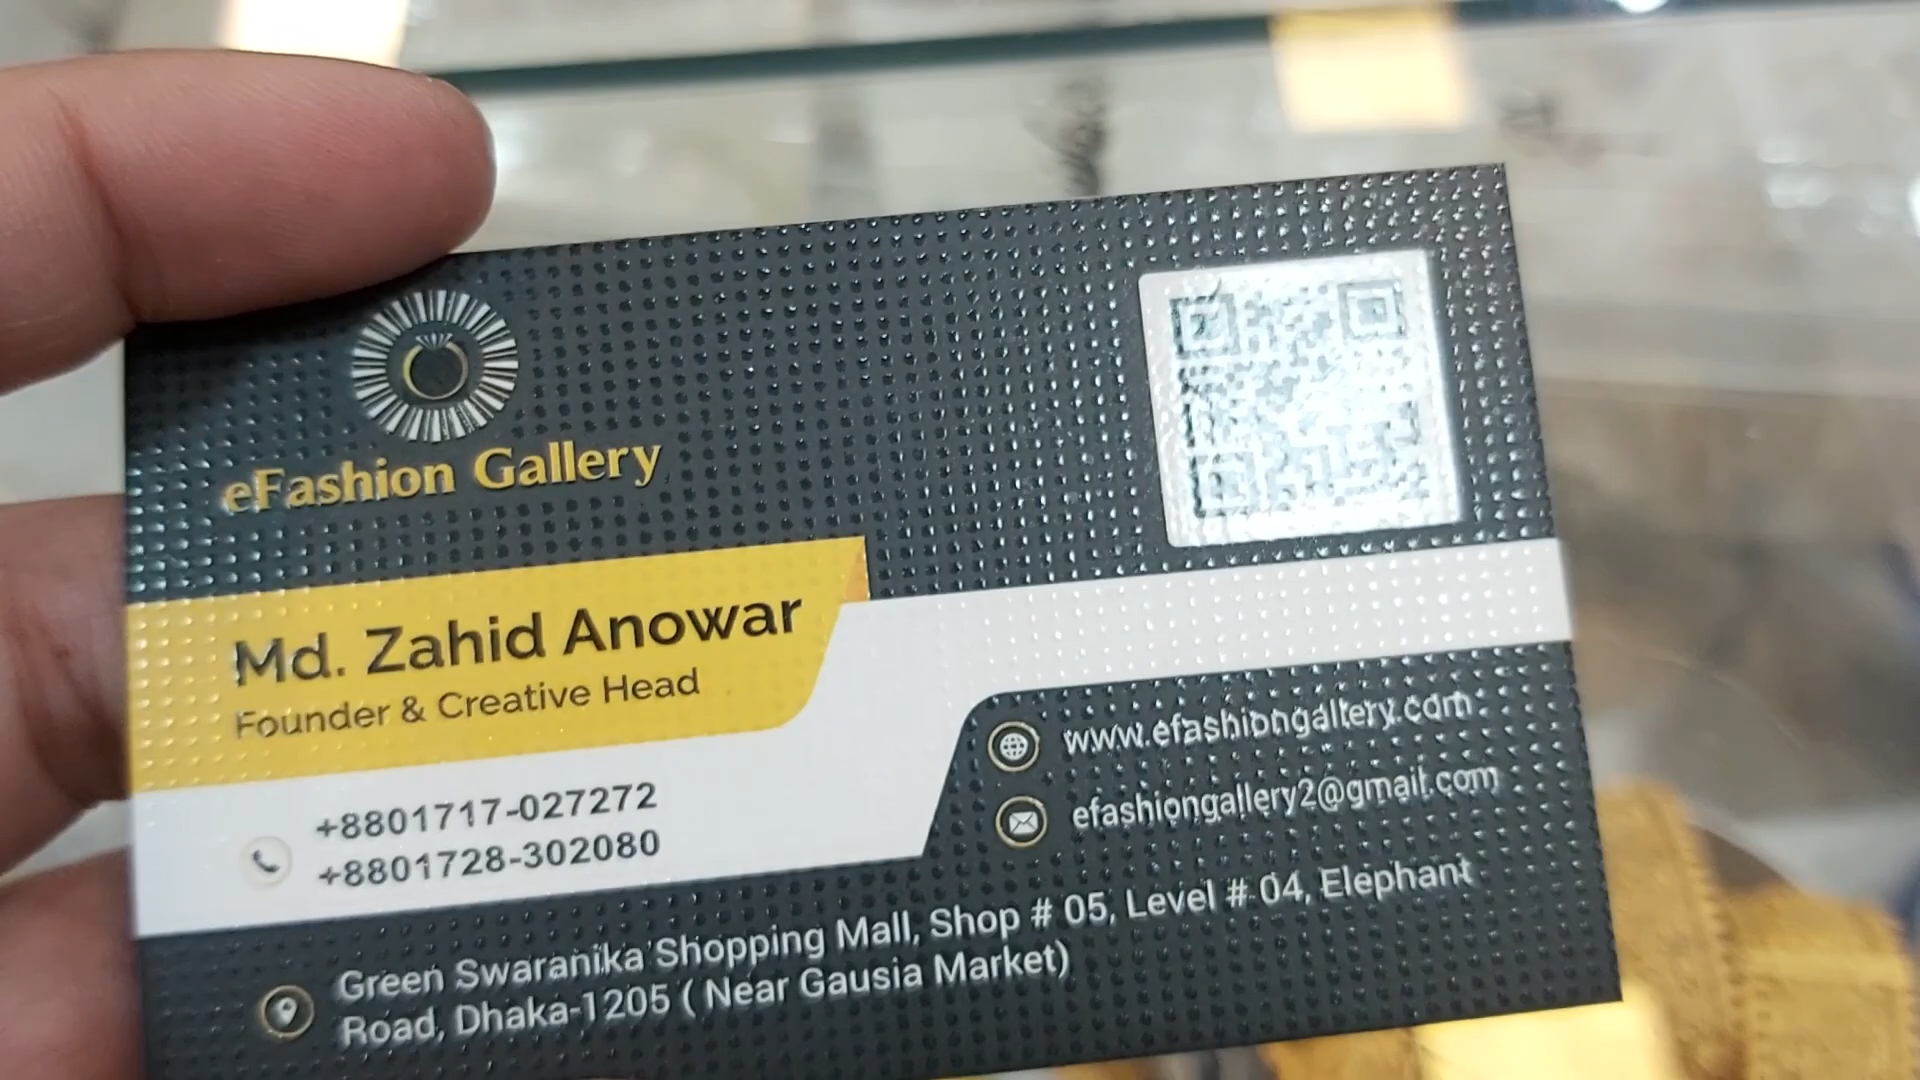 eFashion Gallery
Md. Zahid Anowar
Founder & Creative Head
+8801717-027272
+8801728-302080
www.efashiongallery.com
efashiongallery2@gmail.com
Green Swaranika Shopping Mall, Shop # 05, Level # 04, Elephant
Road, Dhaka-1205 ( Near Gausia Market)